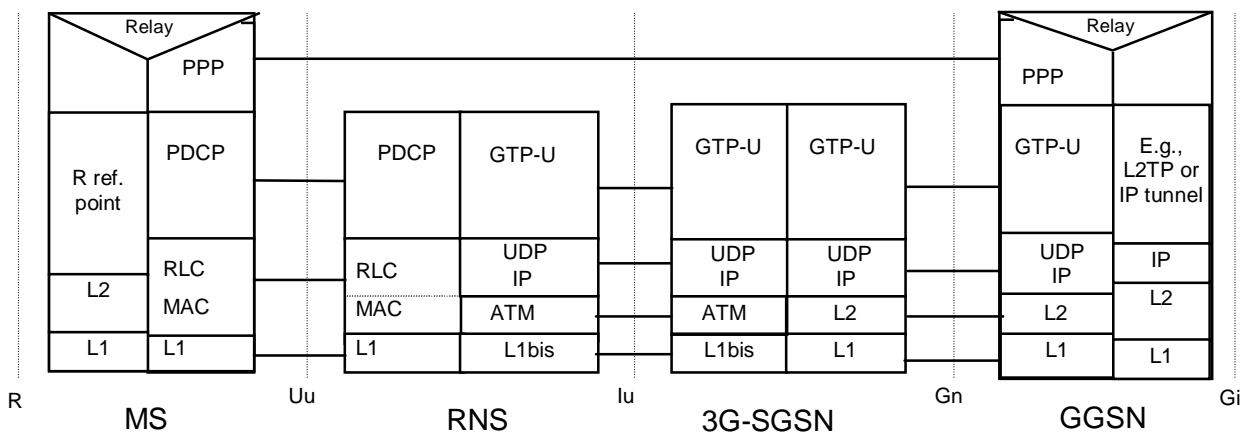 Relay
Relay
PPP
PPP
R ref.
point
PDCP
PDCP
GTP-U
GTP-U
GTP-U
GTP-U
E.g.,
L2TP or
IP tunnel
RLC
MAC
RLC
MAC
UDP
IP
UDP
IP
UDP
IP
UDP
IP
IP
L2
ATM
ATM
L2
L2
L2
L1
L1
L1
L1bis
L1bis
L1
L1
L1
R
Uu
Iu
Gn
Gi
MS
RNS
3G-SGSN
GGSN